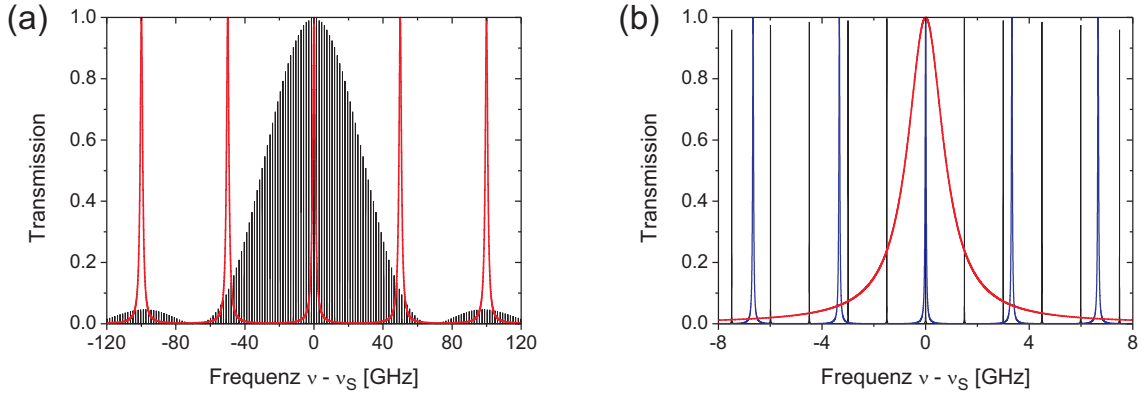 (a)
Transmission
1.0
0.8
0.6
0.4
0.2
0.0
-120 -80 -40 0 40 80 120
Frequenz ν - νS [GHz]
(b)
Transmission
1.0
0.8
0.6
0.4
0.2
0.0
-8 -4 0 4 8
Frequenz ν - νS [GHz]